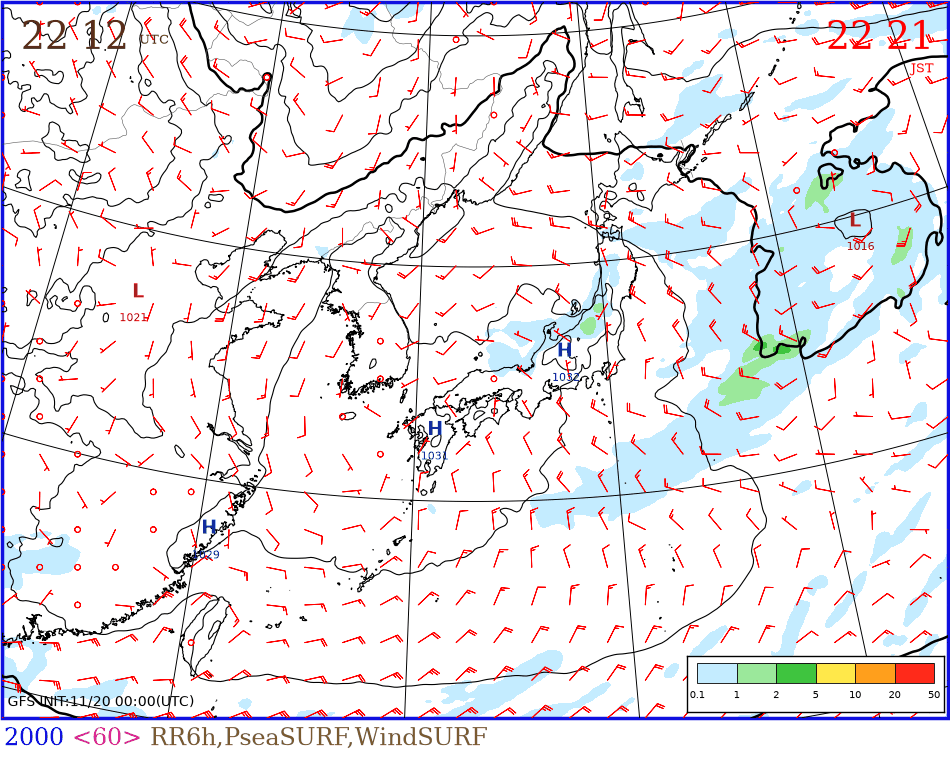 22 12 UTC
22 21
JST
L
1016
L
1021
H
1032
H
1031
H
1029
0.1 1 2 5 10 20 50
GFS INIT:11/20 00:00(UTC)
2000 <60> RR6h,PseaSURF,WindSURF